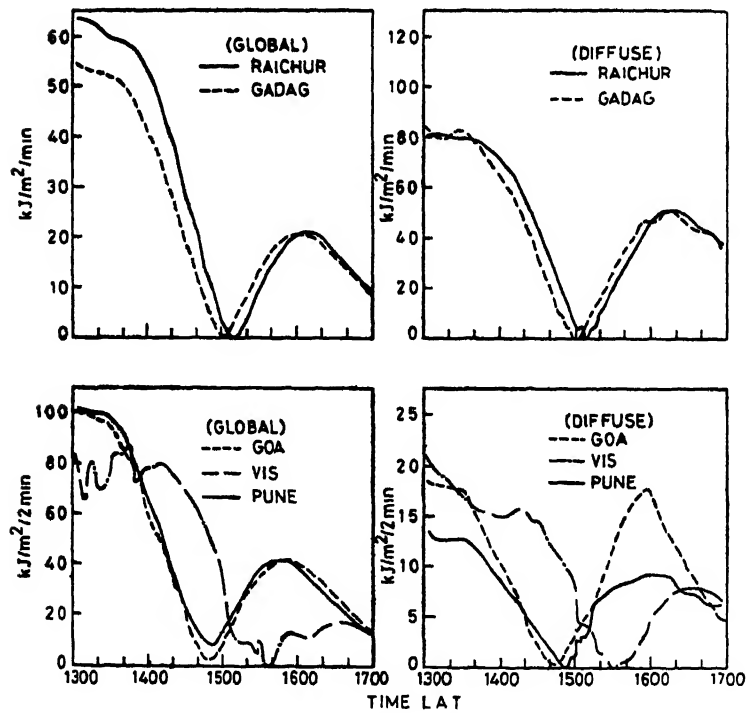 60
50
40
30
20
10
0
kJ/m²/min
(GLOBAL)
RAICHUR
GADAG
120
100
80
60
40
20
0
kJ/m²/min
(DIFFUSE)
RAICHUR
GADAG
100
80
60
40
20
0
kJ/m²/2min
(GLOBAL)
GOA
VIS
PUNE
1300 1400 1500 1600 1700
25
20
15
10
5
0
kJ/m²/2min
(DIFFUSE)
GOA
VIS
PUNE
1300 1400 1500 1600 1700
TIME LAT